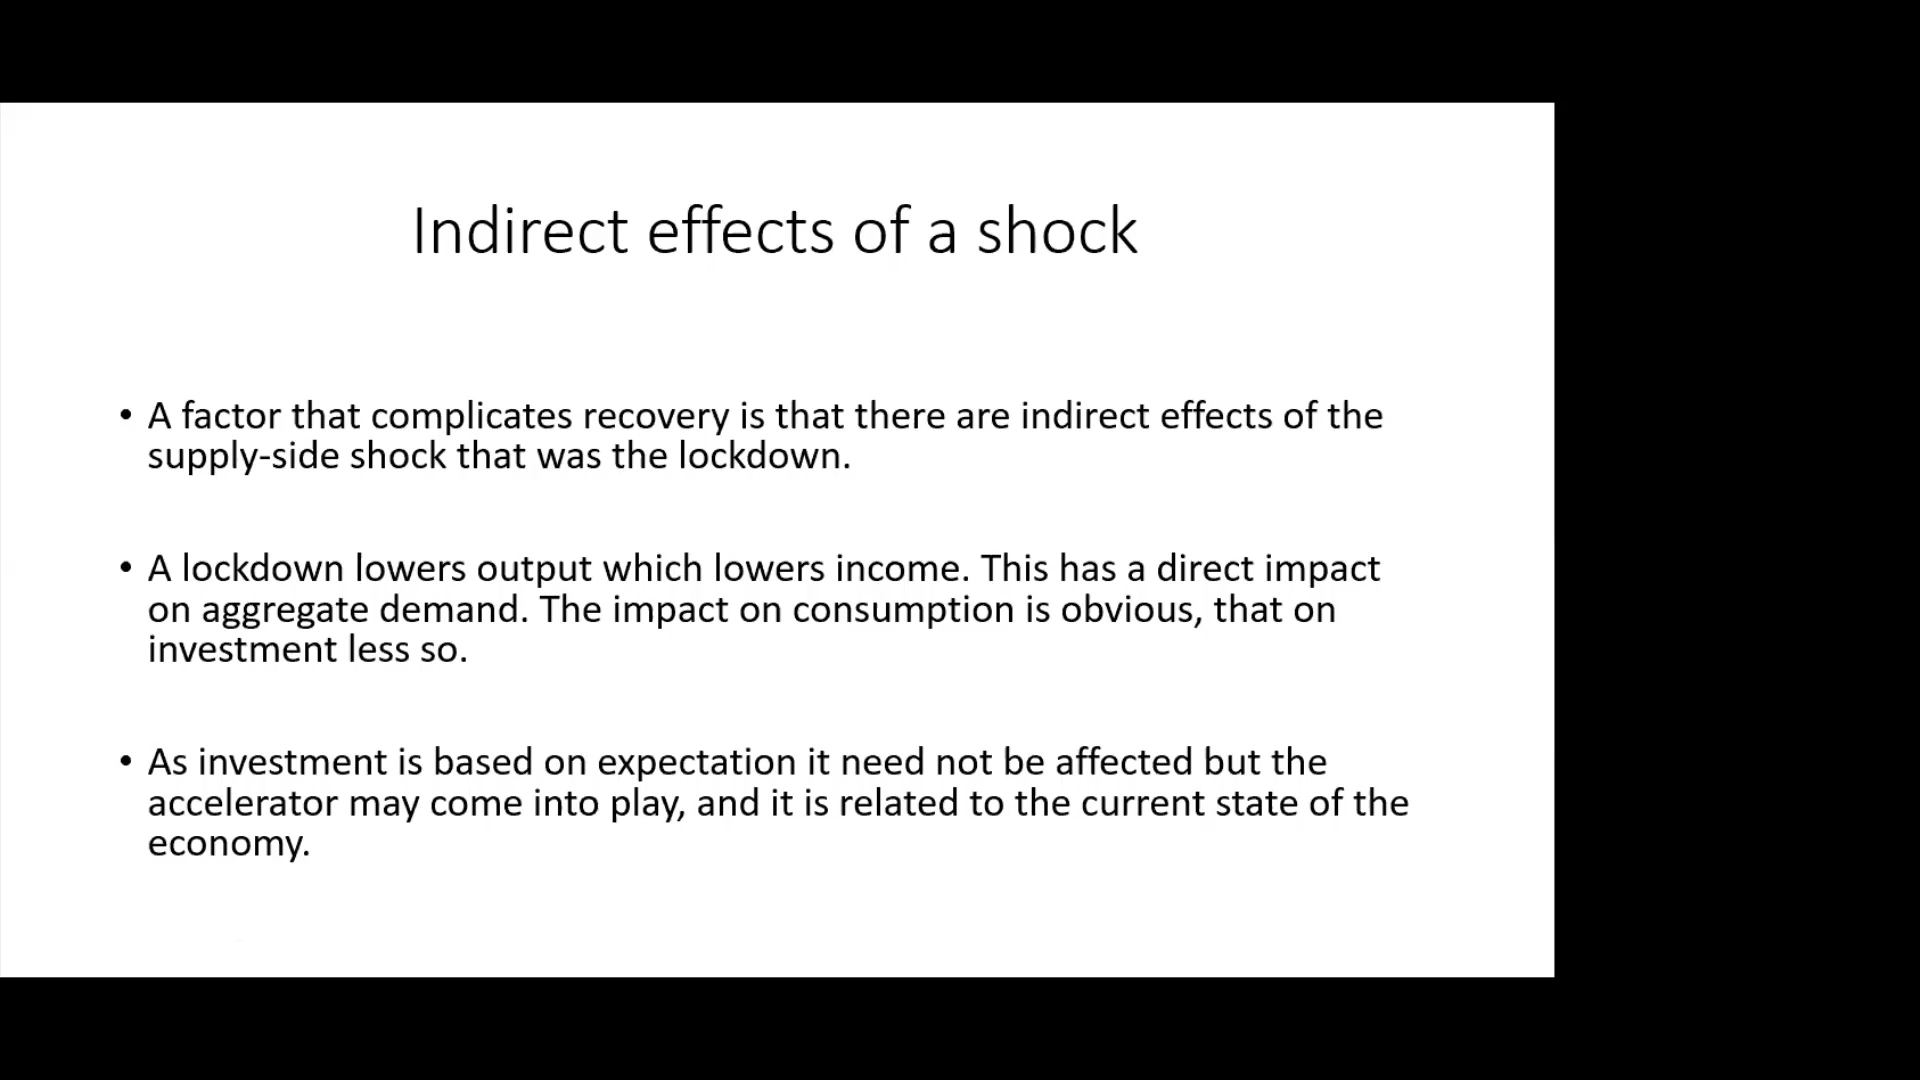 Indirect effects of a shock
• A factor that complicates recovery is that there are indirect effects of the
supply-side shock that was the lockdown.
• A lockdown lowers output which lowers income. This has a direct impact
on aggregate demand. The impact on consumption is obvious, that on
investment less so.
• As investment is based on expectation it need not be affected but the
accelerator may come into play, and it is related to the current state of the
economy.